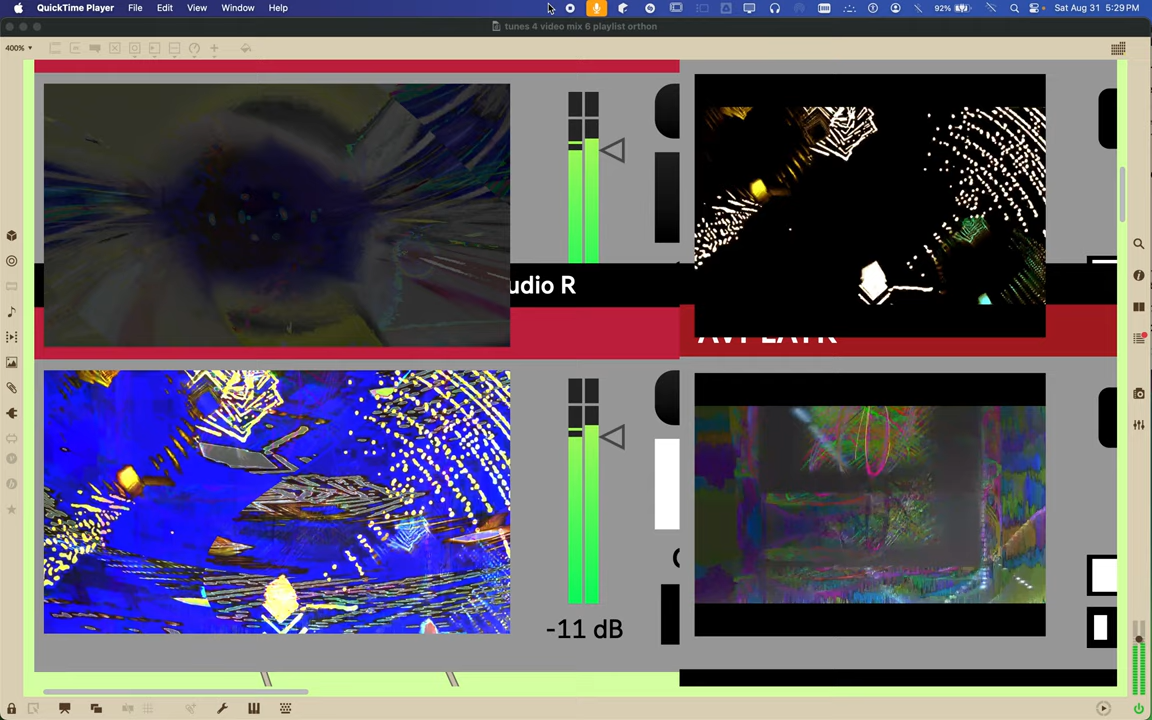 QuickTime Player File Edit View Window Help 92% Sat Aug 31 5:29 PM
tunes 4 video mix 6 playlist orthon
400%
udio R
-11 dB